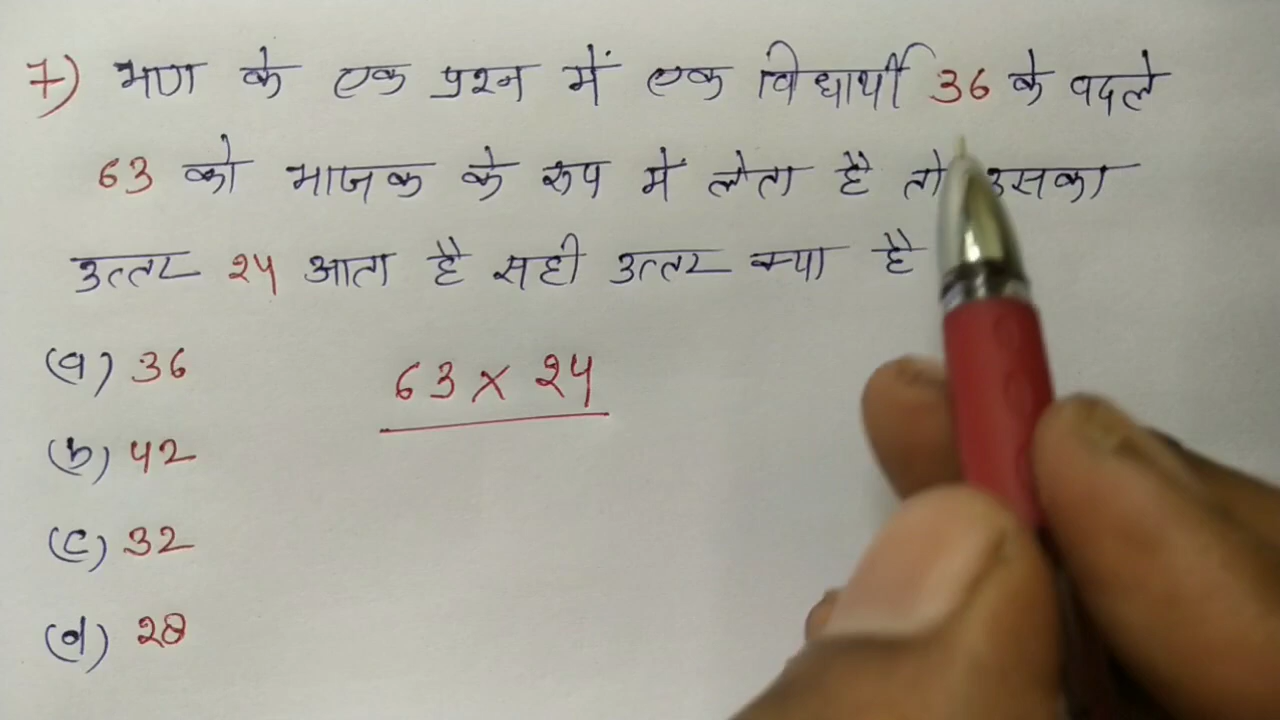 7) भाग के एक प्रश्न में एक विद्यार्थी 36 के बदले
63 को भाजक के रुप में लेता है तो उसका
उत्तर 24 आता है सही उत्तर क्या है
(a) 36
63 × 24
(b) 42
(c) 32
(d) 28